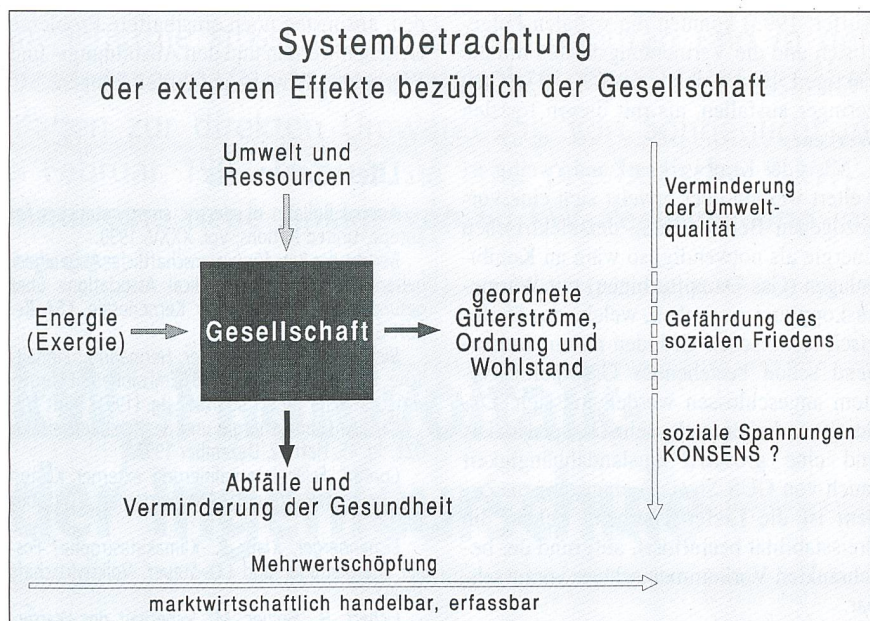 Systembetrachtung
der externen Effekte bezüglich der Gesellschaft
Umwelt und
Ressourcen
Verminderung
der Umwelt-
qualität
Energie
(Exergie)
Gesellschaft
geordnete
Güterströme,
Ordnung und
Wohlstand
Gefährdung des
sozialen Friedens
soziale Spannungen
KONSENS ?
Abfälle und
Verminderung der Gesundheit
Mehrwertschöpfung
marktwirtschaftlich handelbar, erfassbar